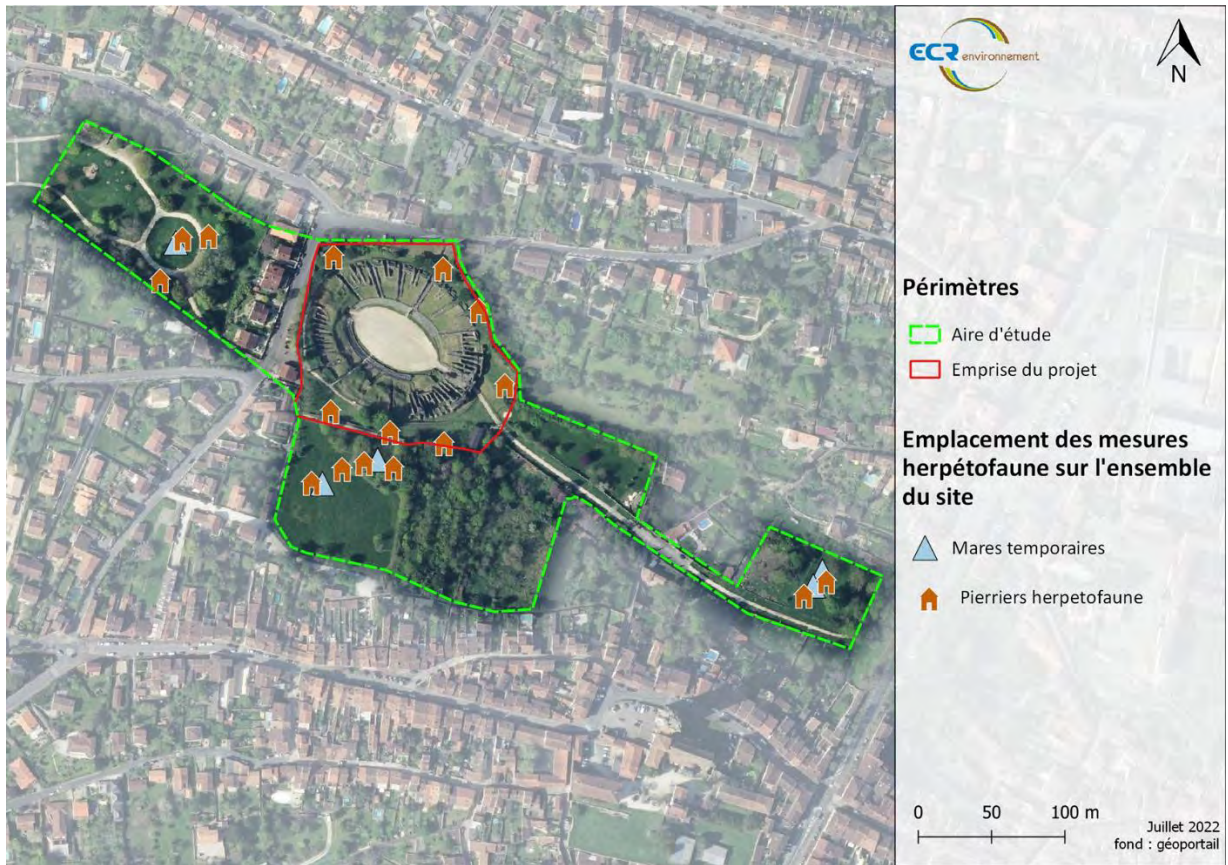 ECR environnement
N
Périmètres
Aire d'étude
Emprise du projet
Emplacement des mesures
herpétofaune sur l'ensemble
du site
Mares temporaires
Pierriers herpetofaune
0 50 100 m
Juillet 2022
fond : géoportail